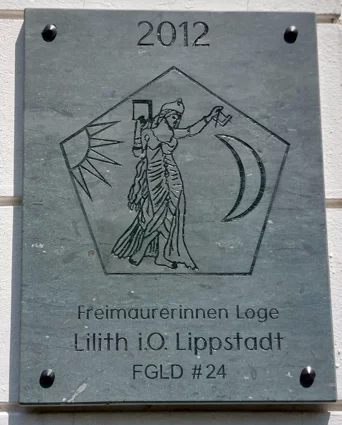 2012
Freimaurerinnen Loge
Lilith i.O. Lippstadt
FGLD #24